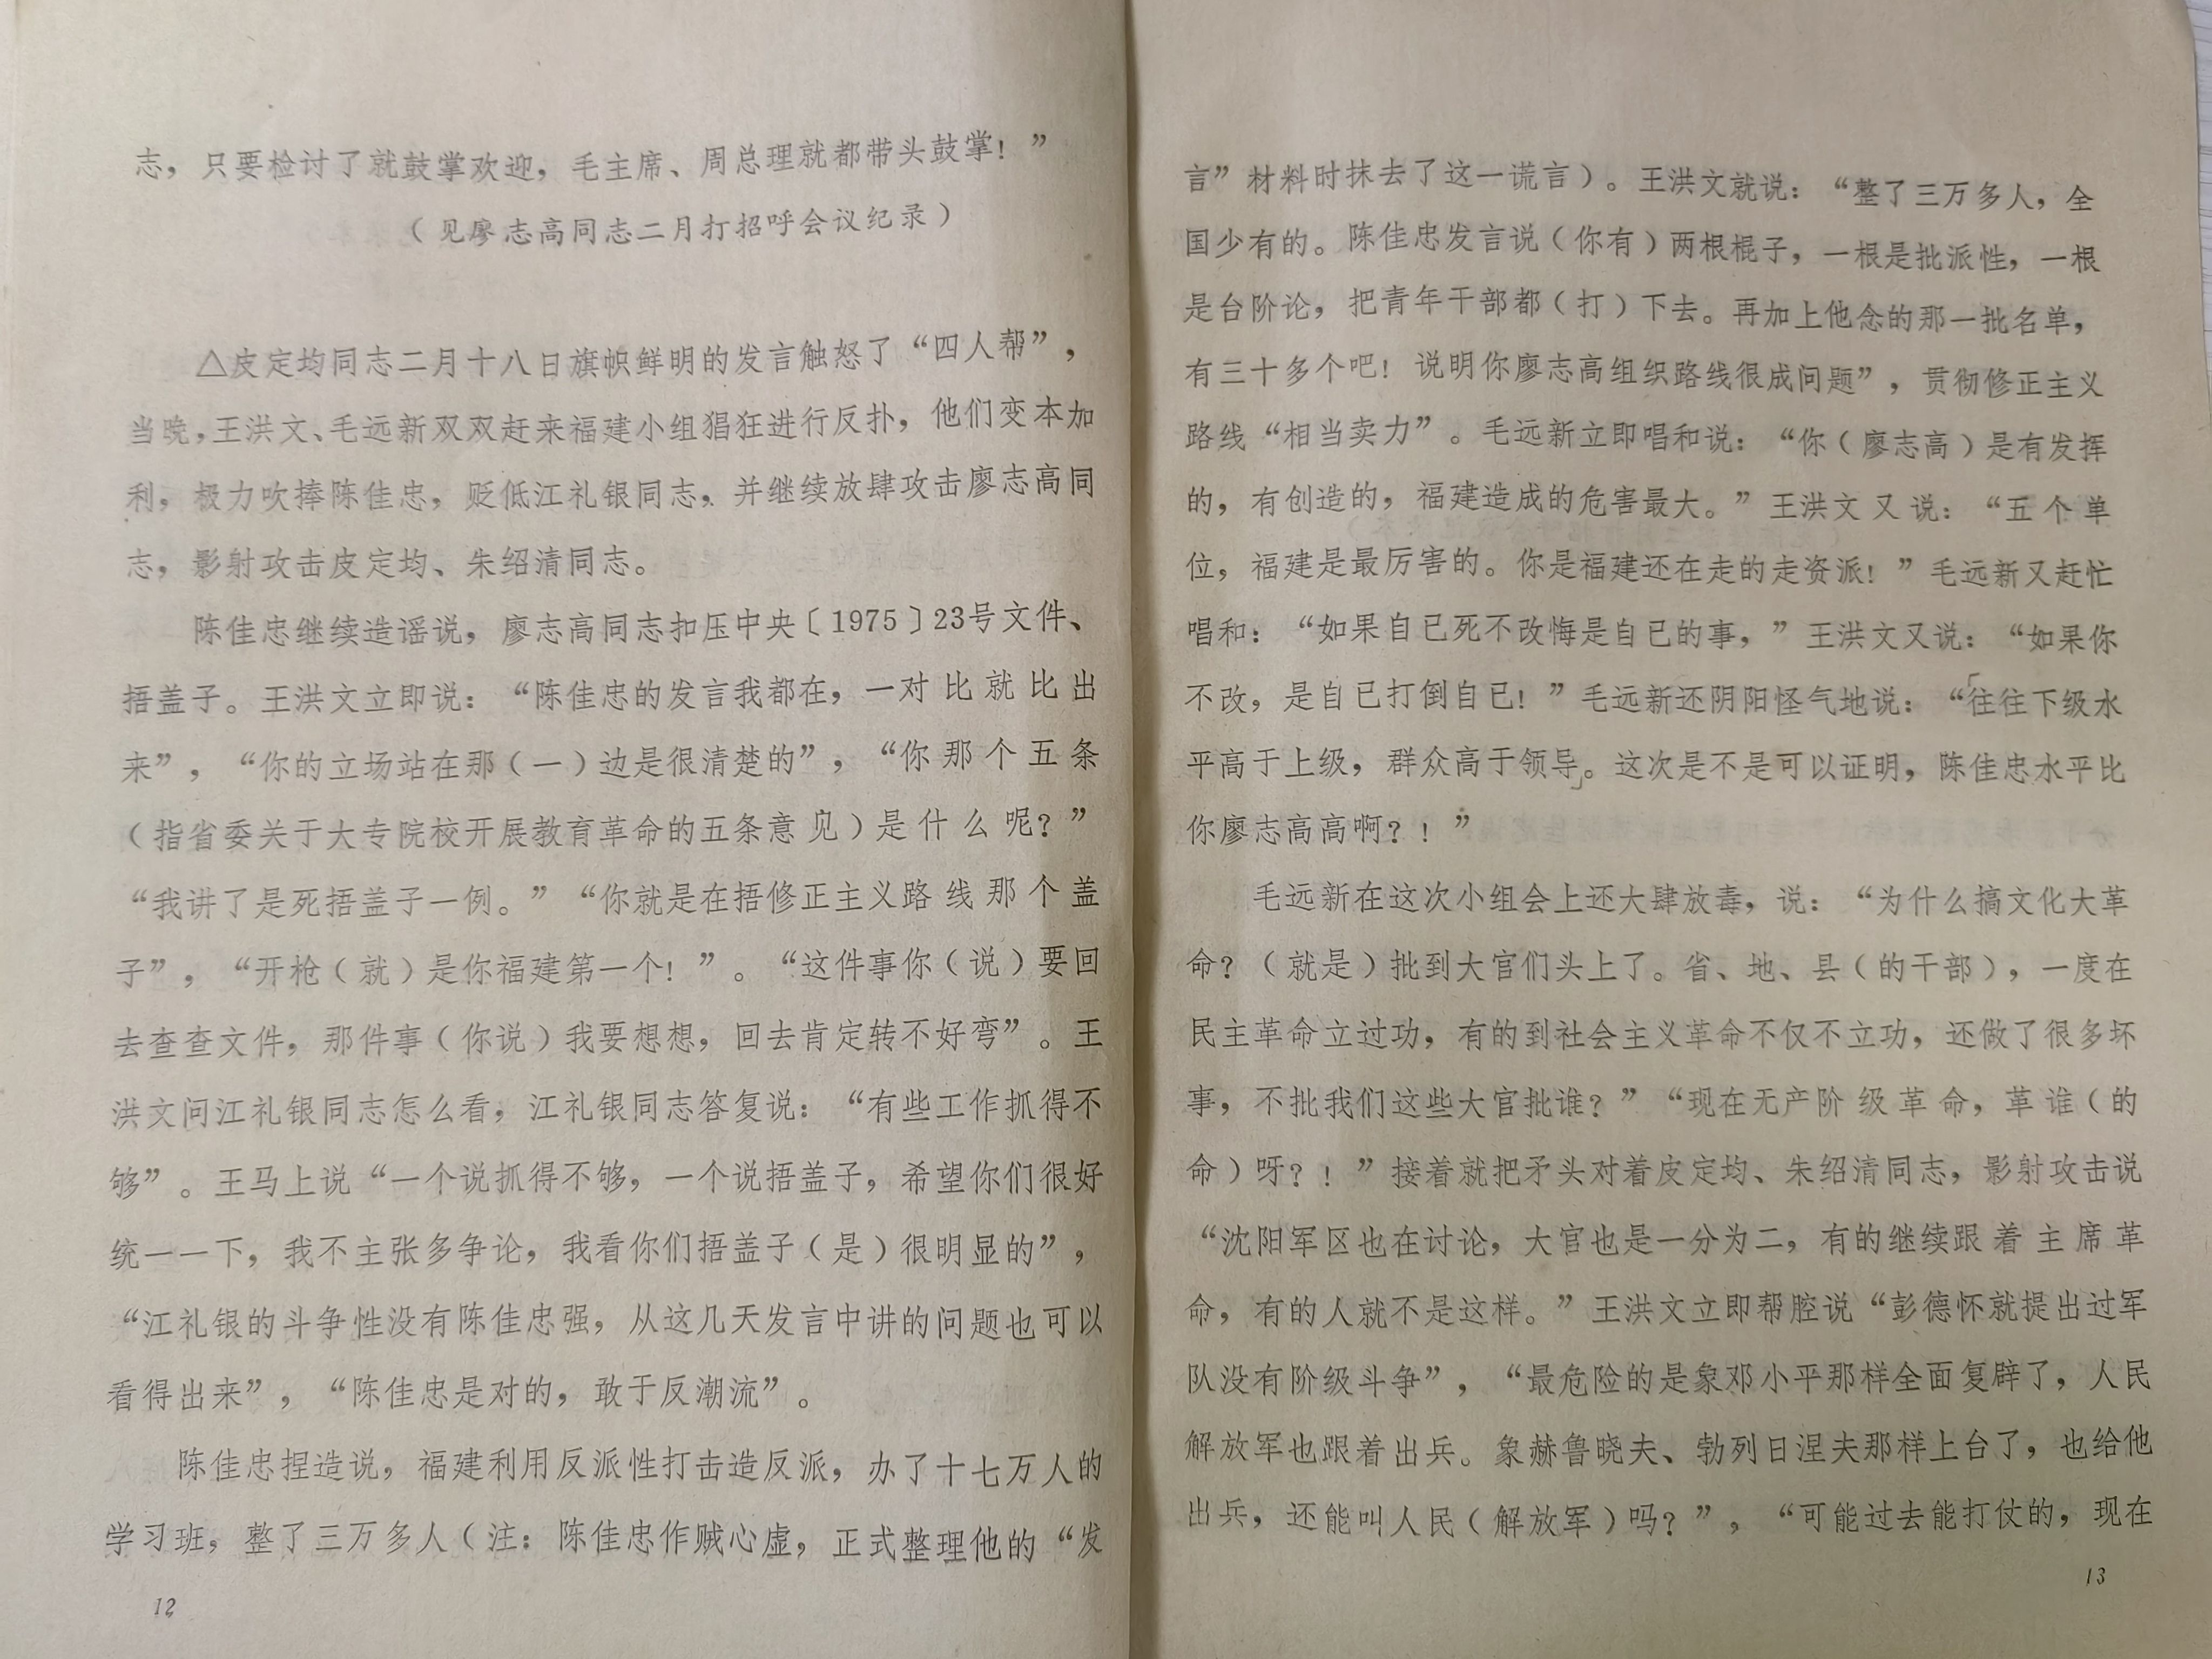 志，只要检讨了就鼓掌欢迎，毛主席、周总理就都带头鼓掌！”
（见廖志高同志二月打招呼会议纪录）
△皮定均同志二月十八日旗帜鲜明的发言触怒了“四人帮”，
当晚，王洪文、毛远新双双赶来福建小组猖狂进行反扑，他们变本加
利，极力吹捧陈佳忠，贬低江礼银同志，并继续放肆攻击廖志高同
志，影射攻击皮定均、朱绍清同志。
陈佳忠继续造谣说，廖志高同志扣压中央〔1975〕23号文件、
捂盖子。王洪文立即说：“陈佳忠的发言我都在，一对比就比出
来”，“你的立场站在那（一）边是很清楚的”，“你那个五条
（指省委关于大专院校开展教育革命的五条意见）是什么呢？”
“我讲了是死捂盖子一例。”“你就是在捂修正主义路线那个盖
子”，“开枪（就）是你福建第一个！”。“这件事你（说）要回
去查查文件，那件事（你说）我要想想，回去肯定转不好弯”。王
洪文问江礼银同志怎么看，江礼银同志答复说：“有些工作抓得不
够”。王马上说“一个说抓得不够，一个说捂盖子，希望你们很好
统一一下，我不主张多争论，我看你们捂盖子（是）很明显的”，
“江礼银的斗争性没有陈佳忠强，从这几天发言中讲的问题也可以
看得出来”，“陈佳忠是对的，敢于反潮流”。
陈佳忠捏造说，福建利用反派性打击造反派，办了十七万人的
学习班，整了三万多人（注：陈佳忠作贼心虚，正式整理他的“发
12
言”材料时抹去了这一谎言）。王洪文就说：“整了三万多人，全
国少有的。陈佳忠发言说（你有）两根棍子，一根是批派性，一根
是台阶论，把青年干部都（打）下去。再加上他念的那一批名单，
有三十多个吧！说明你廖志高组织路线很成问题”，贯彻修正主义
路线“相当卖力”。毛远新立即唱和说：“你（廖志高）是有发挥
的，有创造的，福建造成的危害最大。”王洪文又说：“五个单
位，福建是最厉害的。你是福建还在走的走资派！”毛远新又赶忙
唱和：“如果自已死不改悔是自已的事，”王洪文又说：“如果你
不改，是自已打倒自已！”毛远新还阴阳怪气地说：“往往下级水
平高于上级，群众高于领导。这次是不是可以证明，陈佳忠水平比
你廖志高高啊？！”
毛远新在这次小组会上还大肆放毒，说：“为什么搞文化大革
命？（就是）批到大官们头上了。省、地、县（的干部），一度在
民主革命立过功，有的到社会主义革命不仅不立功，还做了很多坏
事，不批我们这些大官批谁？”“现在无产阶级革命，革谁（的
命）呀？！”接着就把矛头对着皮定均、朱绍清同志，影射攻击说
“沈阳军区也在讨论，大官也是一分为二，有的继续跟着主席革
命，有的人就不是这样。”王洪文立即帮腔说“彭德怀就提出过军
队没有阶级斗争”，“最危险的是象邓小平那样全面复辟了，人民
解放军也跟着出兵。象赫鲁晓夫、勃列日涅夫那样上台了，也给他
出兵，还能叫人民（解放军）吗？”，“可能过去能打仗的，现在
13